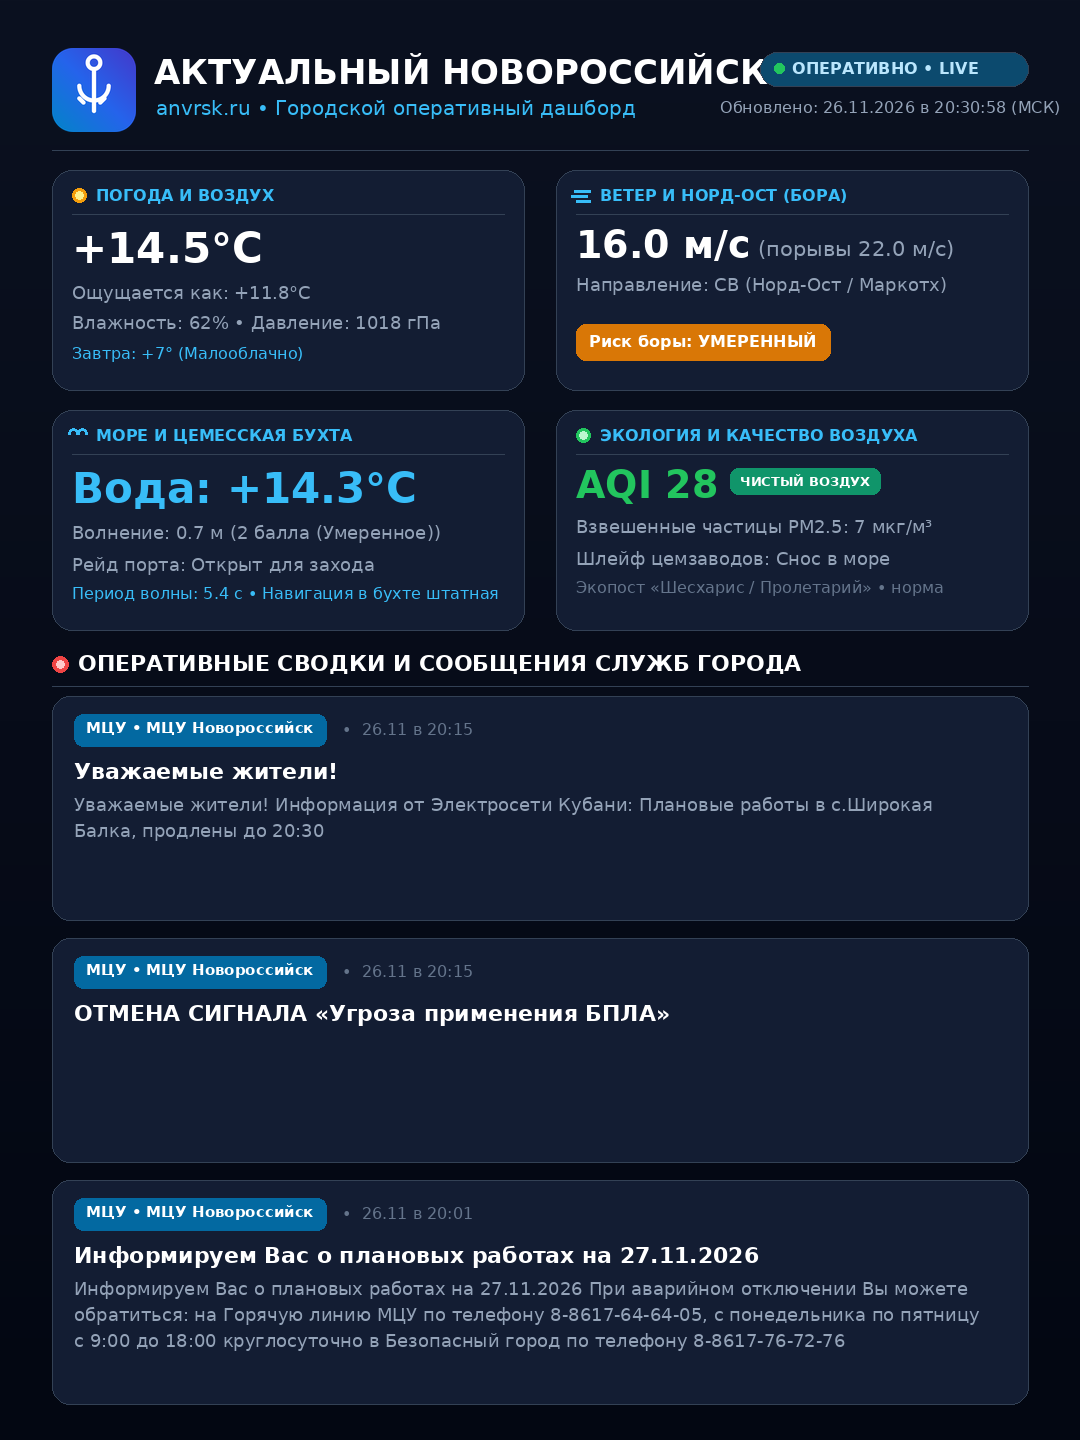 АКТУАЛЬНЫЙ НОВОРОССИЙСК
ОПЕРАТИВНО • LIVE
anvrsk.ru • Городской оперативный дашборд
Обновлено: 26.11.2026 в 20:30:58 (МСК)
ПОГОДА И ВОЗДУХ
+14.5°C
Ощущается как: +11.8°C
Влажность: 62% • Давление: 1018 гПа
Завтра: +7° (Малооблачно)
ВЕТЕР И НОРД-ОСТ (БОРА)
16.0 м/с (порывы 22.0 м/с)
Направление: СВ (Норд-Ост / Маркотх)
Риск боры: УМЕРЕННЫЙ
МОРЕ И ЦЕМЕССКАЯ БУХТА
Вода: +14.3°C
Волнение: 0.7 м (2 балла (Умеренное))
Рейд порта: Открыт для захода
Период волны: 5.4 с • Навигация в бухте штатная
ЭКОЛОГИЯ И КАЧЕСТВО ВОЗДУХА
AQI 28 ЧИСТЫЙ ВОЗДУХ
Взвешенные частицы PM2.5: 7 мкг/м³
Шлейф цемзаводов: Снос в море
Экопост «Шесхарис / Пролетарий» • норма
ОПЕРАТИВНЫЕ СВОДКИ И СООБЩЕНИЯ СЛУЖБ ГОРОДА
МЦУ • МЦУ Новороссийск • 26.11 в 20:15
Уважаемые жители!
Уважаемые жители! Информация от Электросети Кубани: Плановые работы в с.Широкая
Балка, продлены до 20:30
МЦУ • МЦУ Новороссийск • 26.11 в 20:15
ОТМЕНА СИГНАЛА «Угроза применения БПЛА»
МЦУ • МЦУ Новороссийск • 26.11 в 20:01
Информируем Вас о плановых работах на 27.11.2026
Информируем Вас о плановых работах на 27.11.2026 При аварийном отключении Вы можете
обратиться: на Горячую линию МЦУ по телефону 8-8617-64-64-05, с понедельника по пятницу
с 9:00 до 18:00 круглосуточно в Безопасный город по телефону 8-8617-76-72-76